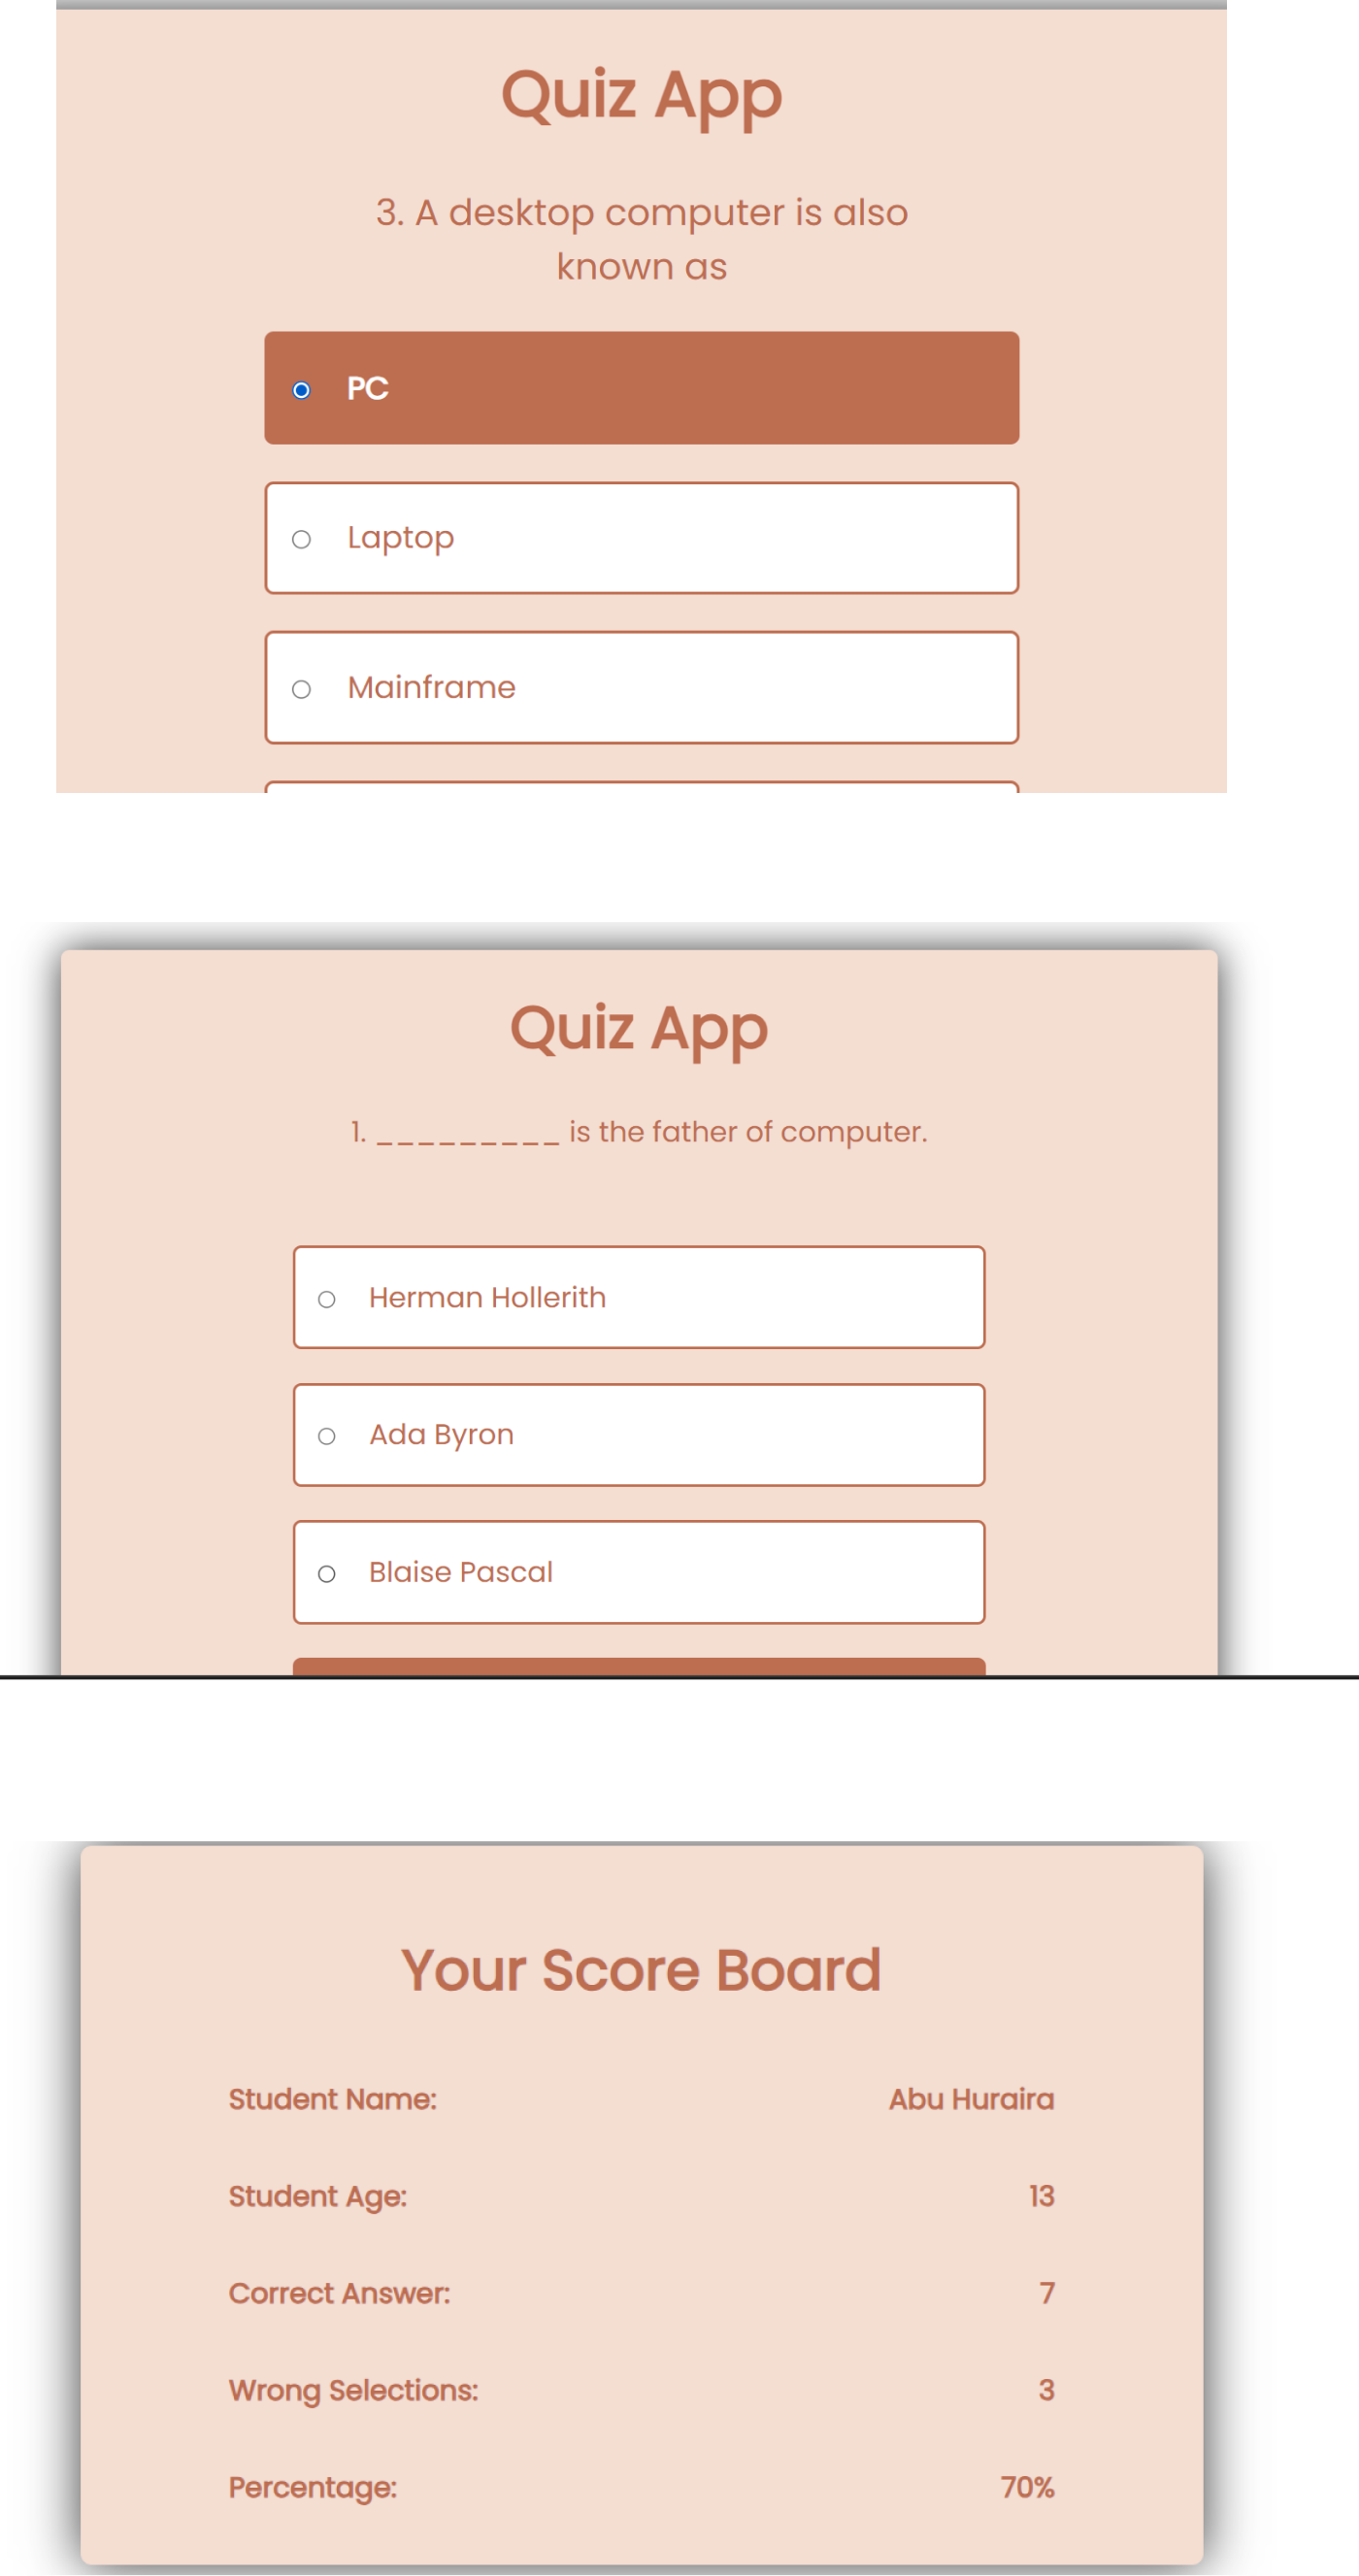 Quiz App
3. A desktop computer is also
known as
PC
Laptop
Mainframe
Quiz App
1. _________ is the father of computer.
Herman Hollerith
Ada Byron
Blaise Pascal
Your Score Board
Student Name: Abu Huraira
Student Age: 13
Correct Answer: 7
Wrong Selections: 3
Percentage: 70%